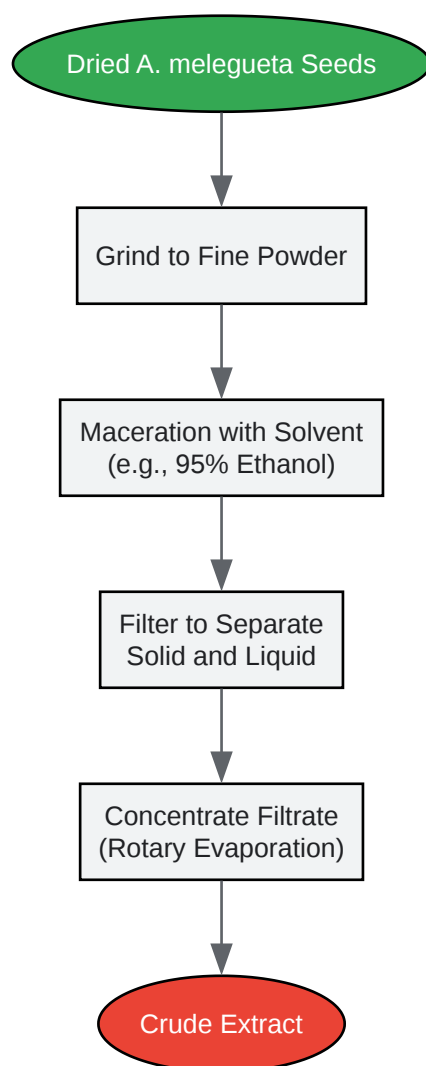 Dried A. melegueta Seeds
Grind to Fine Powder
Maceration with Solvent
(e.g., 95% Ethanol)
Filter to Separate
Solid and Liquid
Concentrate Filtrate
(Rotary Evaporation)
Crude Extract